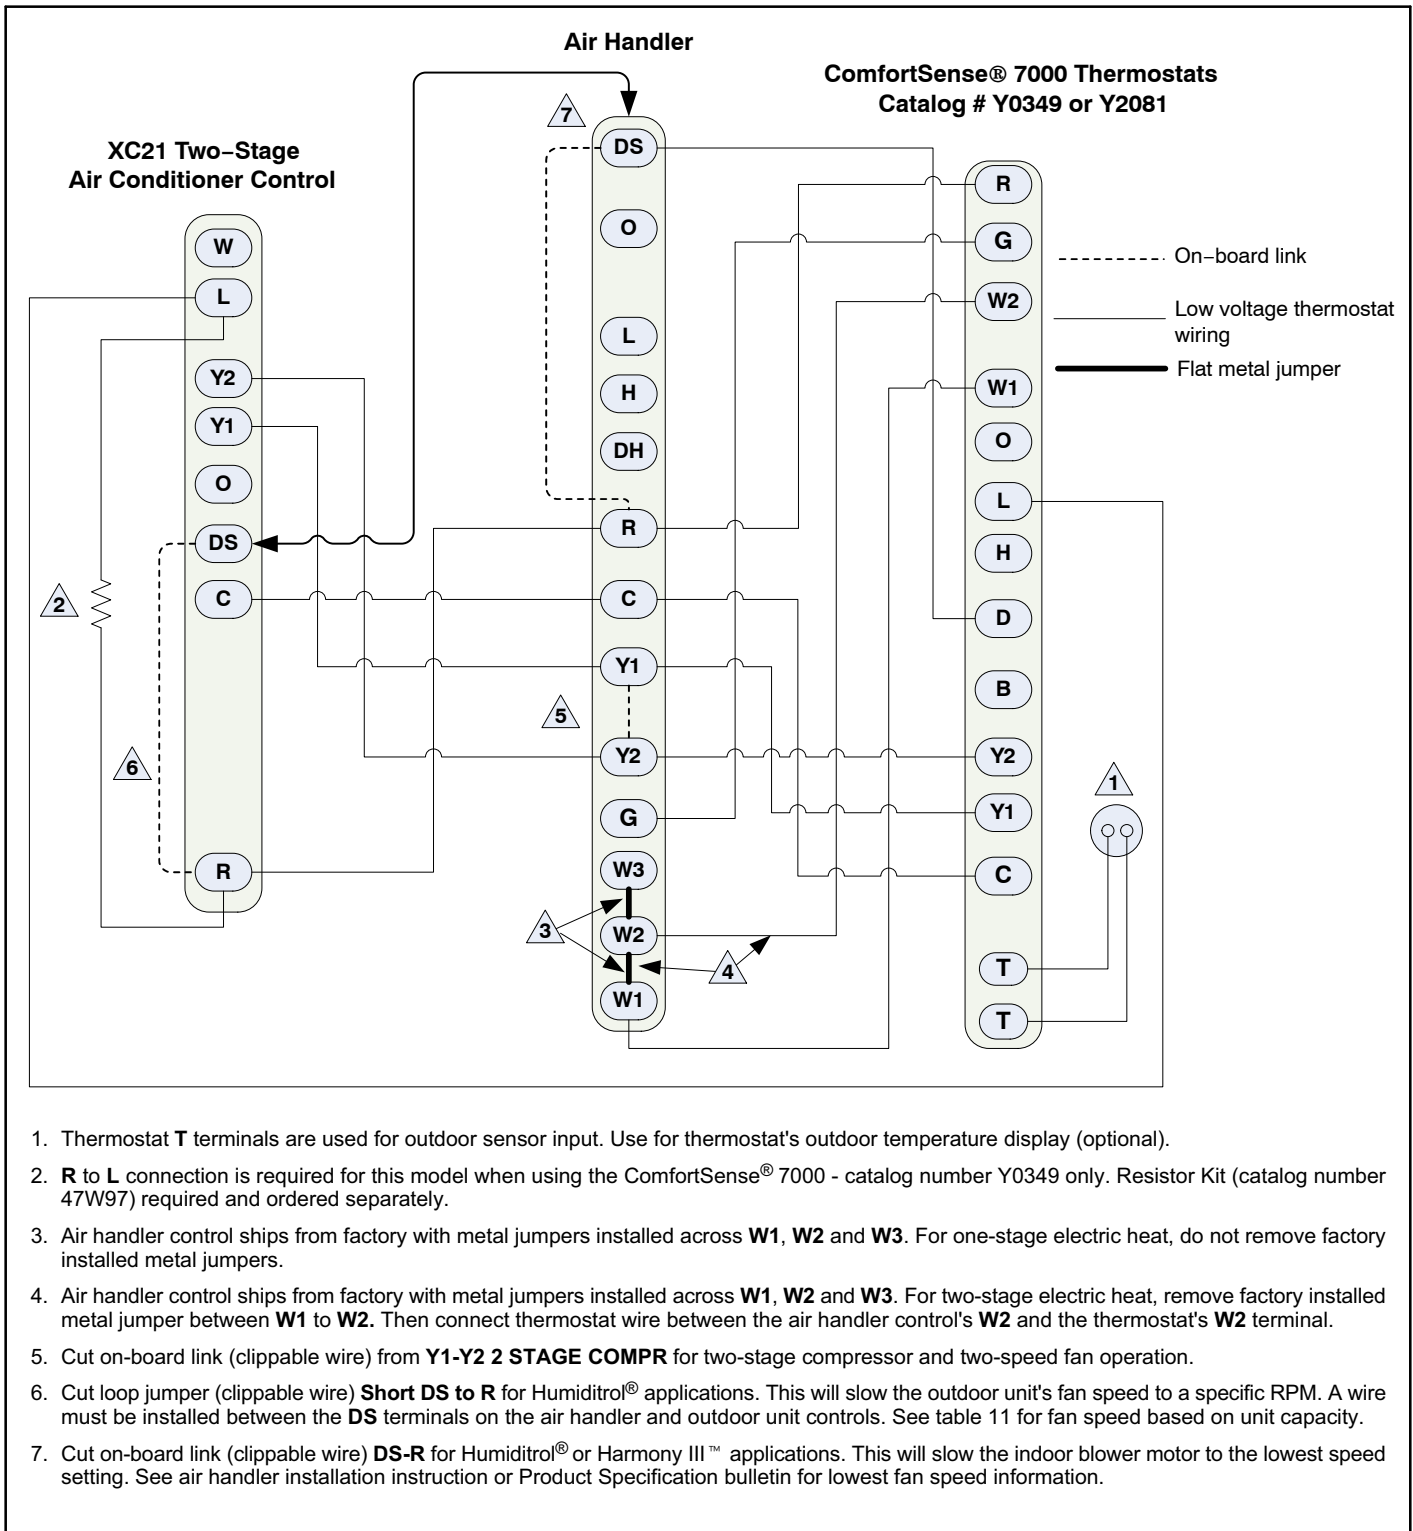 Air Handler
ComfortSense® 7000 Thermostats
Catalog # Y0349 or Y2081
XC21 Two−Stage
Air Conditioner Control
W
L
Y2
Y1
O
DS
C
R
2
6
7
DS
O
L
H
DH
R
C
Y1
5
Y2
G
W3
3
W2
4
W1
R
G
W2
W1
O
L
H
D
B
Y2
Y1
C
T
T
1
On−board link
Low voltage thermostat
wiring
Flat metal jumper
1. Thermostat T terminals are used for outdoor sensor input. Use for thermostat's outdoor temperature display (optional).
2. R to L connection is required for this model when using the ComfortSense® 7000 - catalog number Y0349 only. Resistor Kit (catalog number
47W97) required and ordered separately.
3. Air handler control ships from factory with metal jumpers installed across W1, W2 and W3. For one-stage electric heat, do not remove factory
installed metal jumpers.
4. Air handler control ships from factory with metal jumpers installed across W1, W2 and W3. For two-stage electric heat, remove factory installed
metal jumper between W1 to W2. Then connect thermostat wire between the air handler control's W2 and the thermostat's W2 terminal.
5. Cut on-board link (clippable wire) from Y1-Y2 2 STAGE COMPR for two-stage compressor and two-speed fan operation.
6. Cut loop jumper (clippable wire) Short DS to R for Humiditrol® applications. This will slow the outdoor unit's fan speed to a specific RPM. A wire
must be installed between the DS terminals on the air handler and outdoor unit controls. See table 11 for fan speed based on unit capacity.
7. Cut on-board link (clippable wire) DS-R for Humiditrol® or Harmony III™ applications. This will slow the indoor blower motor to the lowest speed
setting. See air handler installation instruction or Product Specification bulletin for lowest fan speed information.